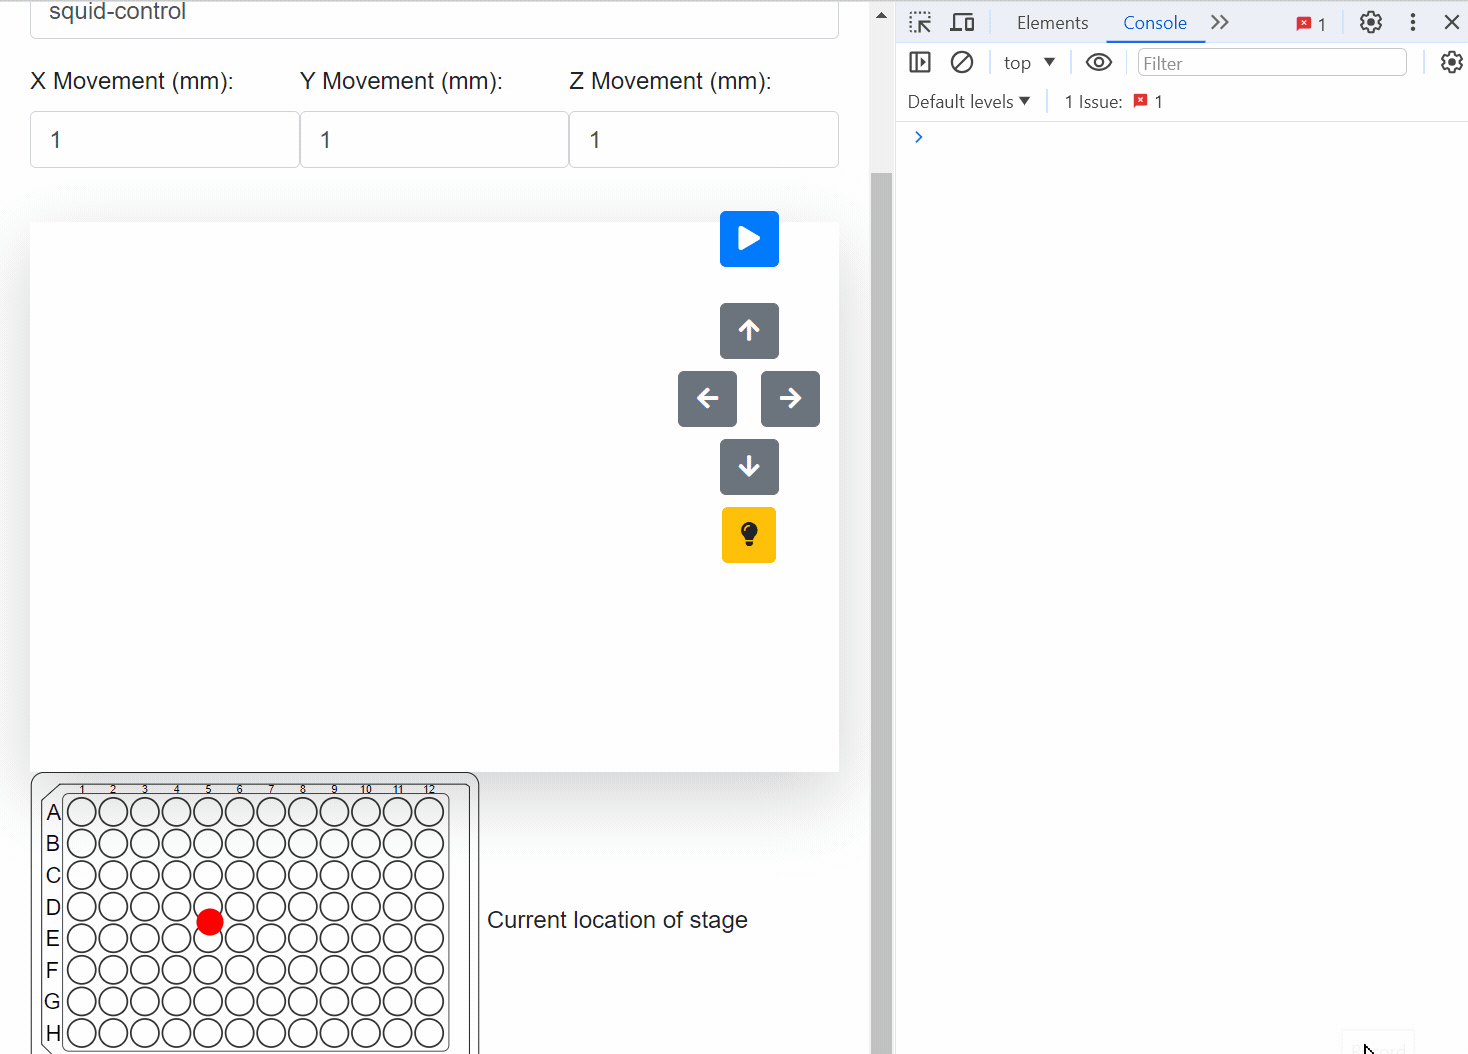 squid-control
X Movement (mm): Y Movement (mm): Z Movement (mm):
1 1 1
1 2 3 4 5 6 7 8 9 10 11 12
A
B
C
D
E
F
G
H
Current location of stage
Elements Console 1
top Filter
Default levels 1 Issue: 1